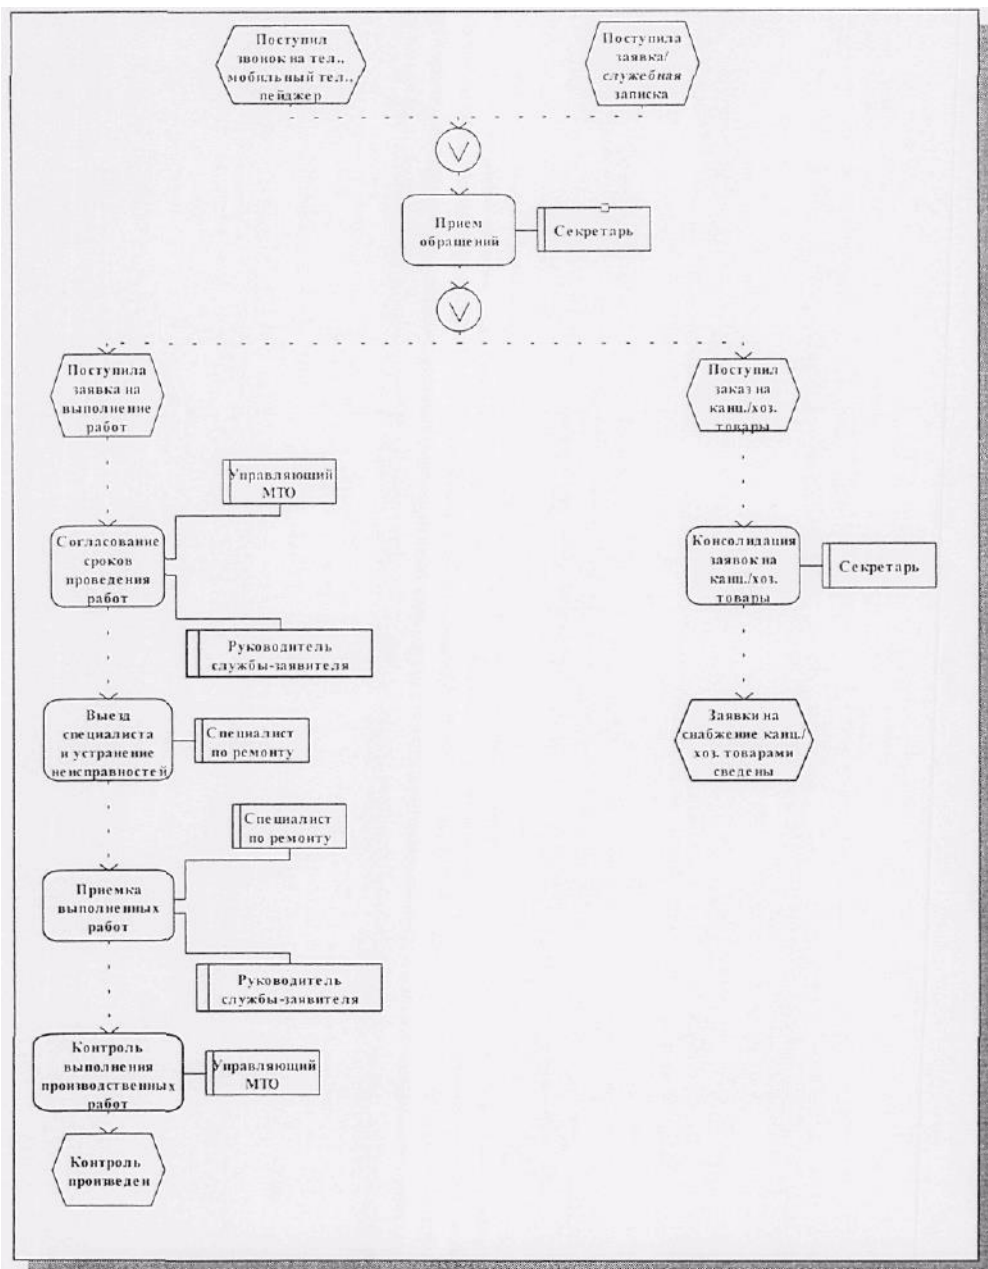 Поступил
звонок на тел.,
мобильный тел.,
пейджер
Поступила
заявка/
служебная
записка
V
Прием
обращений
Секретарь
V
Поступила
заявка на
выполнение
работ
Поступил
заказ на
канц./хоз.
товары
Управляющий
МТО
Согласование
сроков
проведения
работ
Консолидация
заявок на
канц./хоз.
товары
Секретарь
Руководитель
службы-заявителя
Выезд
специалиста
и устранение
неисправностей
Специалист
по ремонту
Заявки на
снабжение канц./
хоз. товарами
сведены
Специалист
по ремонту
Приемка
выполненных
работ
Руководитель
службы-заявителя
Контроль
выполнения
производственных
работ
Управляющий
МТО
Контроль
произведен